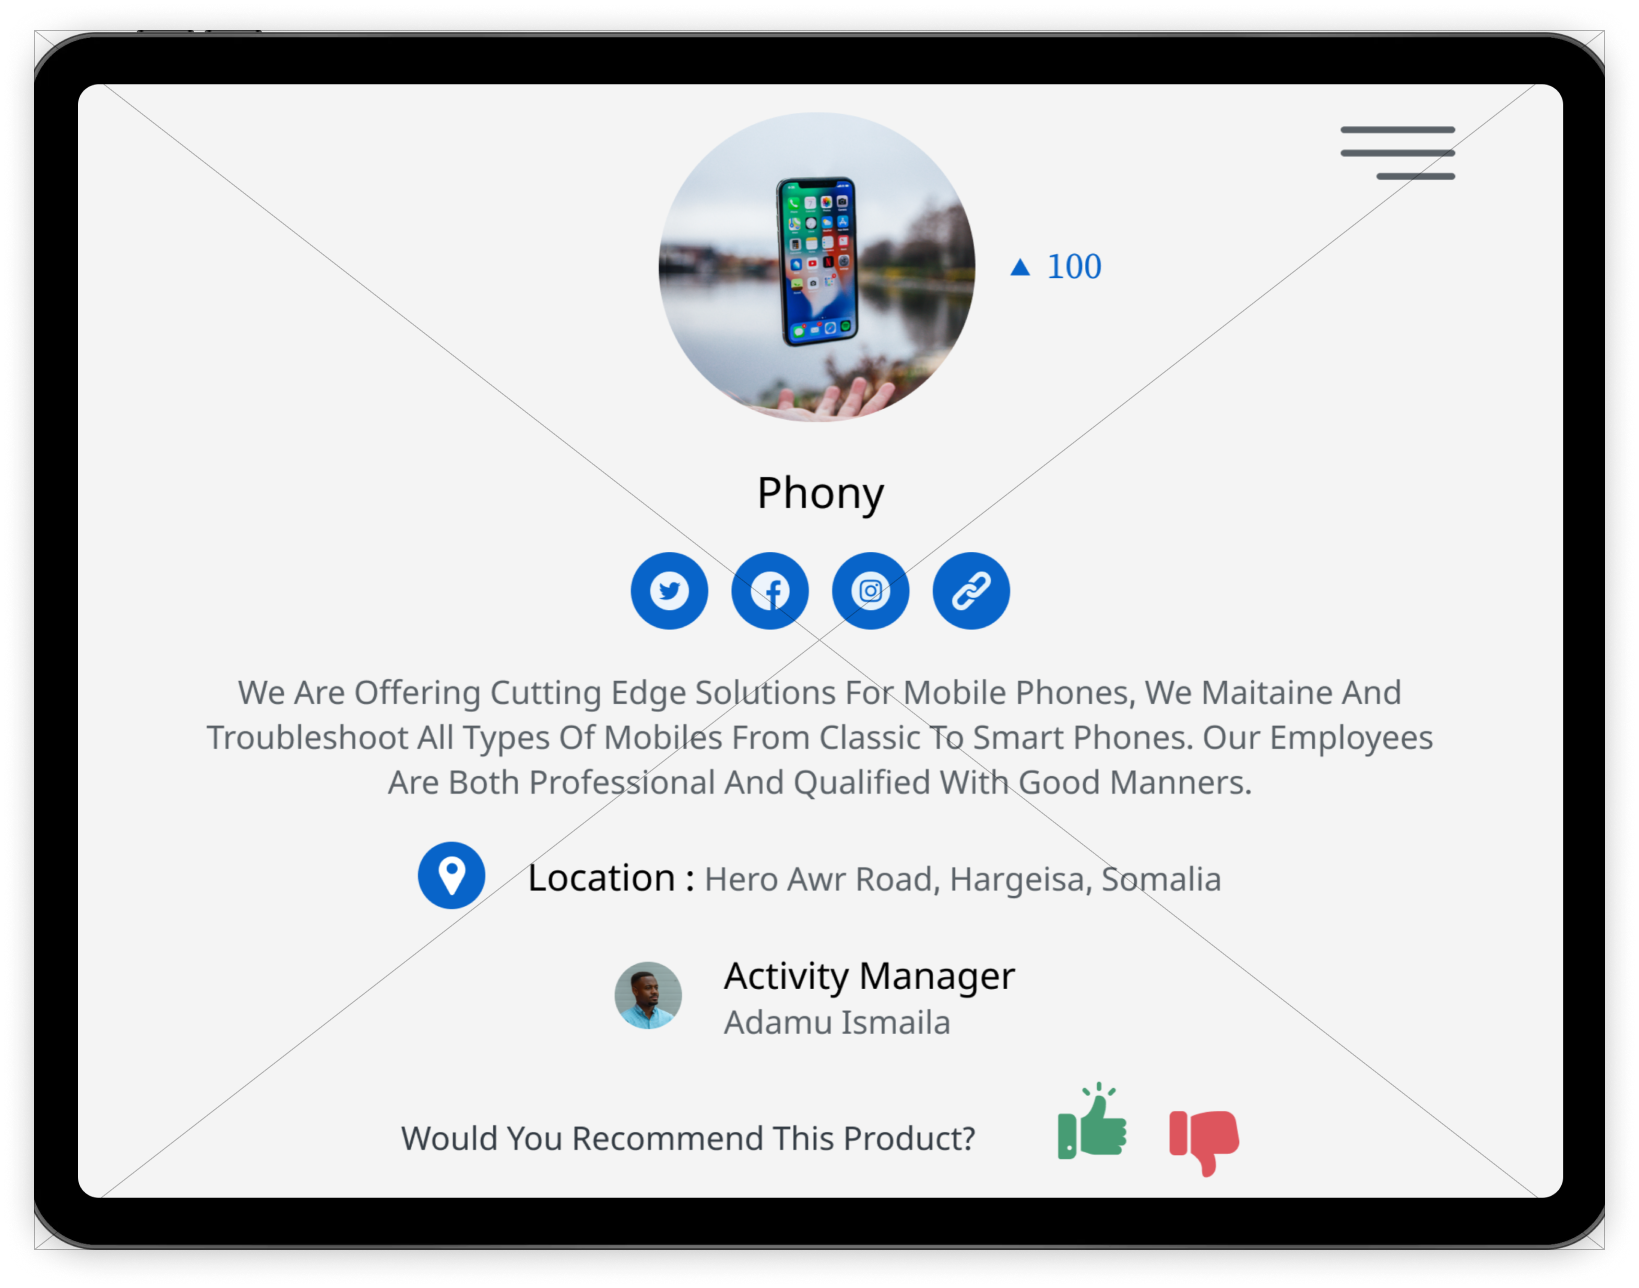 100
Phony
We Are Offering Cutting Edge Solutions For Mobile Phones, We Maitaine And
Troubleshoot All Types Of Mobiles From Classic To Smart Phones. Our Employees
Are Both Professional And Qualified With Good Manners.
Location : Hero Awr Road, Hargeisa, Somalia
Activity Manager
Adamu Ismaila
Would You Recommend This Product?